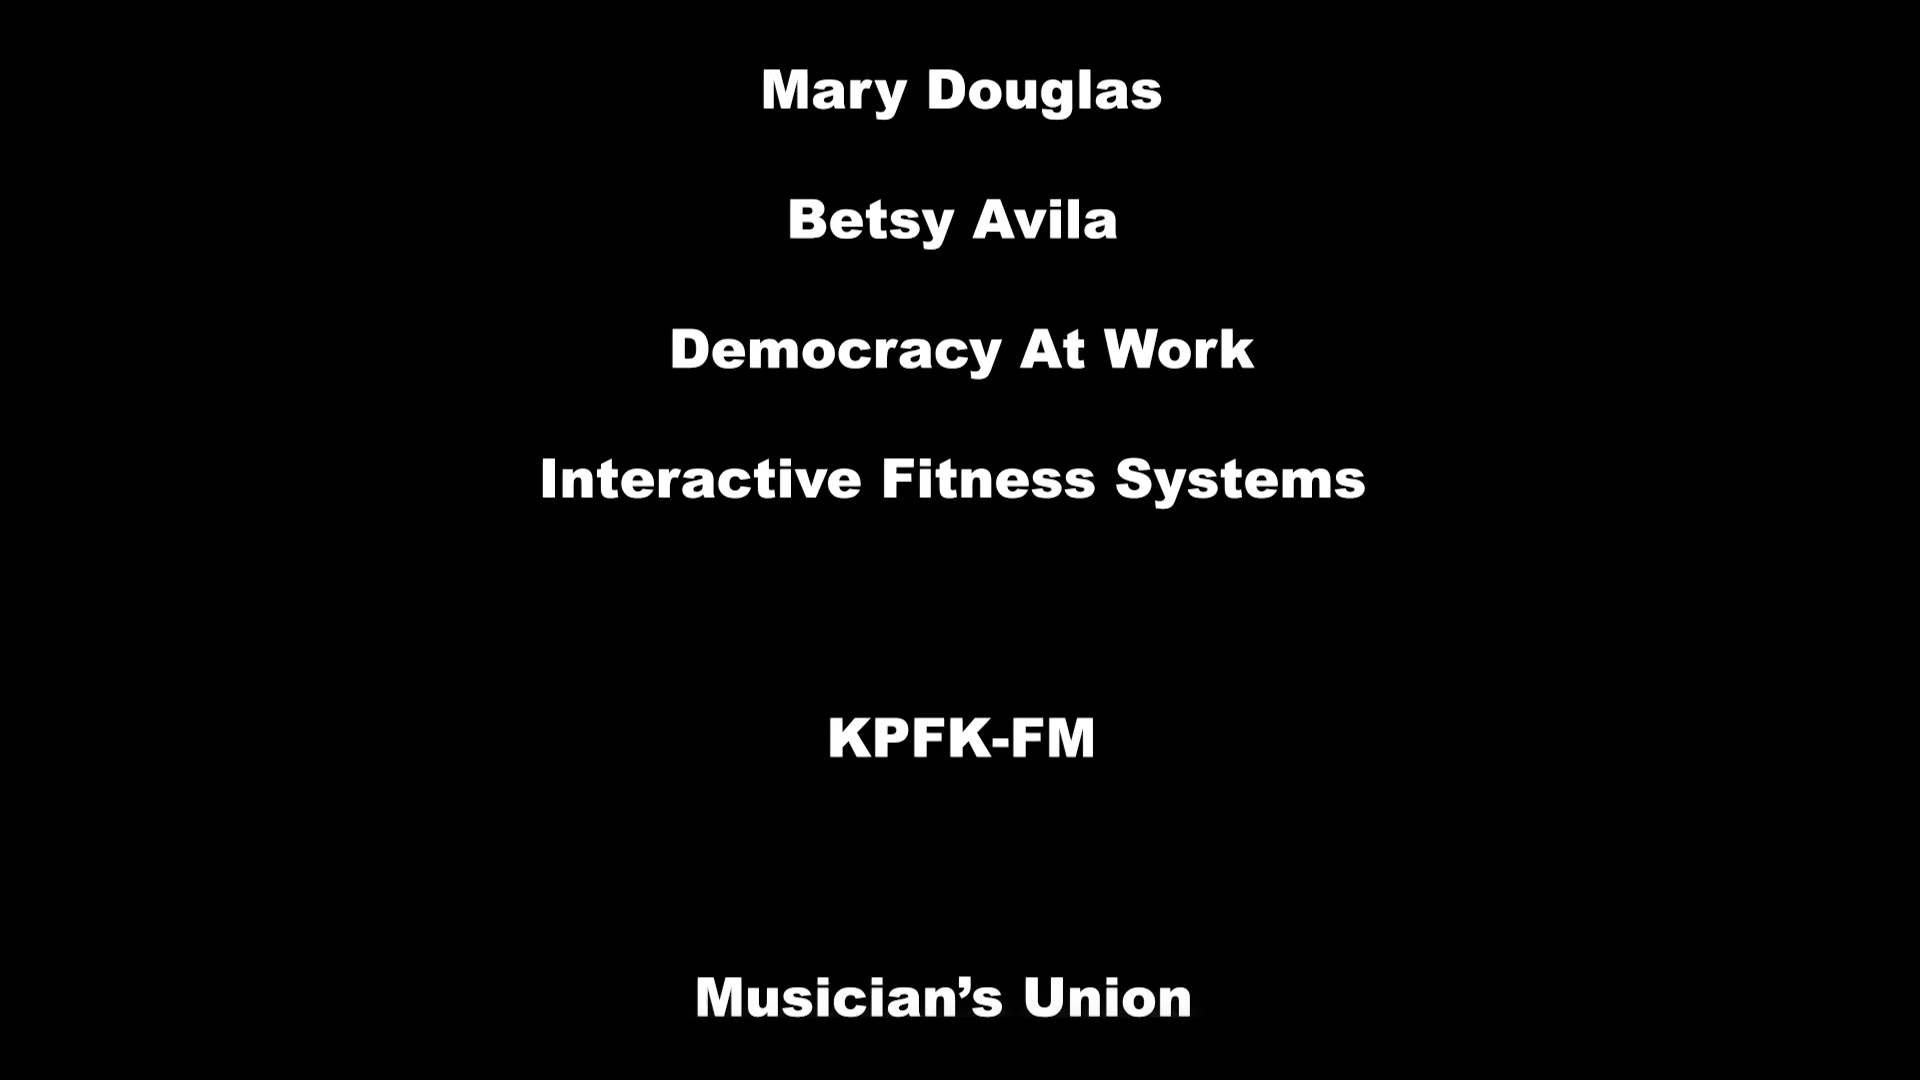 Mary Douglas
Betsy Avila
Democracy At Work
Interactive Fitness Systems
KPFK-FM
Musician’s Union